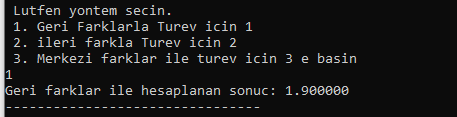 Lutfen yontem secin.
1. Geri Farklarla Turev icin 1
2. ileri farkla Turev icin 2
3. Merkezi farklar ile turev icin 3 e basin
1
Geri farklar ile hesaplanan sonuc: 1.900000
--------------------------------